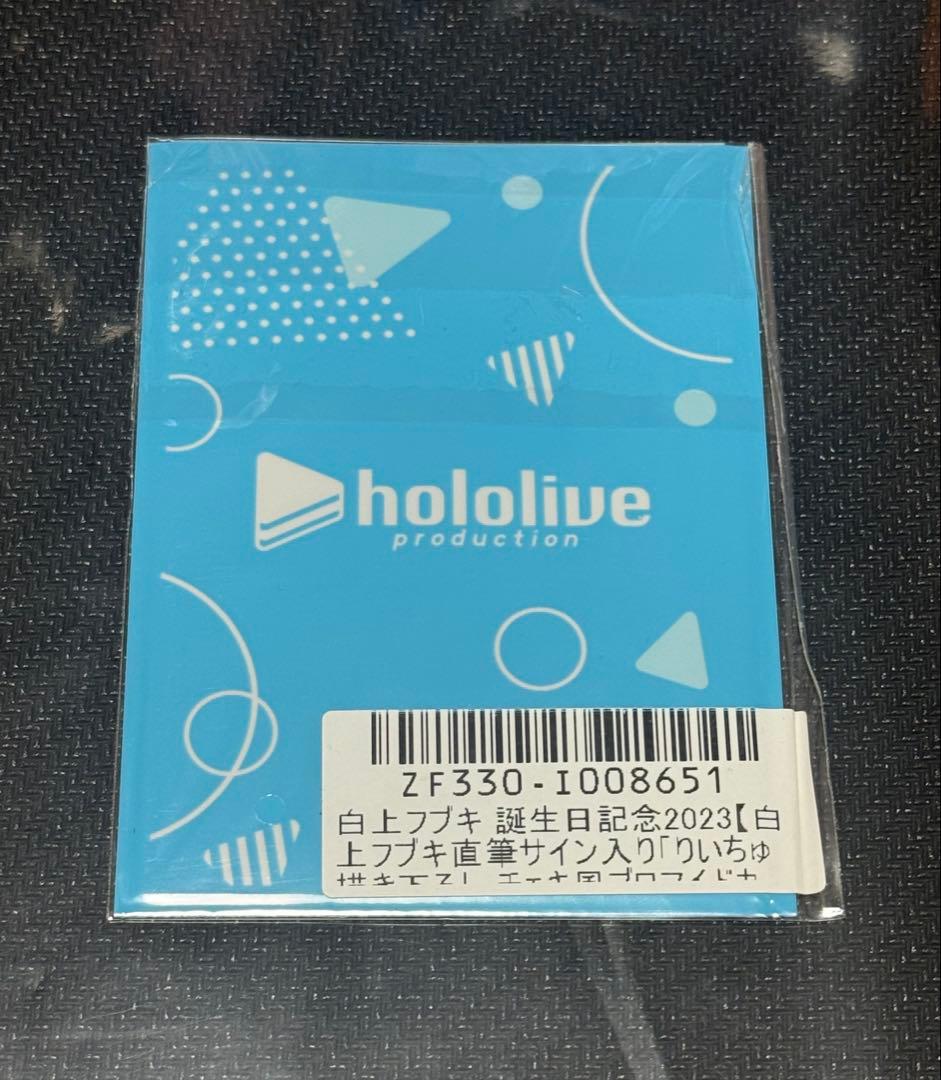 hololive
production
ZF330-I008651
白上フブキ 誕生日記念2023【白
上フブキ直筆サイン入り「りいちゅ